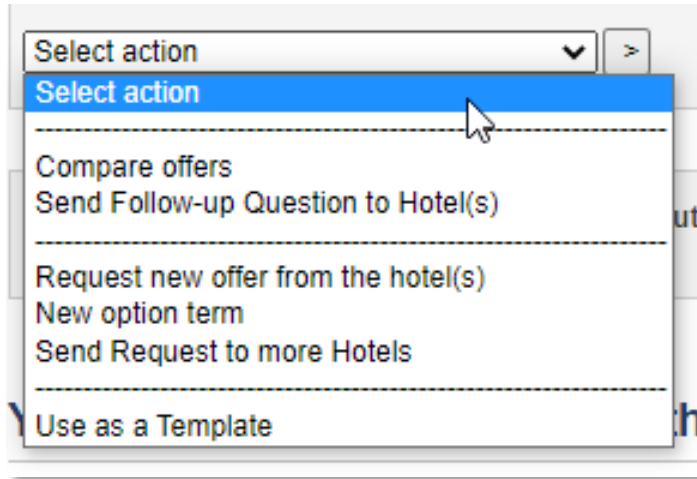 Select action
>
Select action
--------------------------------------------------------------------------------
Compare offers
Send Follow-up Question to Hotel(s)
--------------------------------------------------------------------------------
Request new offer from the hotel(s)
New option term
Send Request to more Hotels
--------------------------------------------------------------------------------
Use as a Template